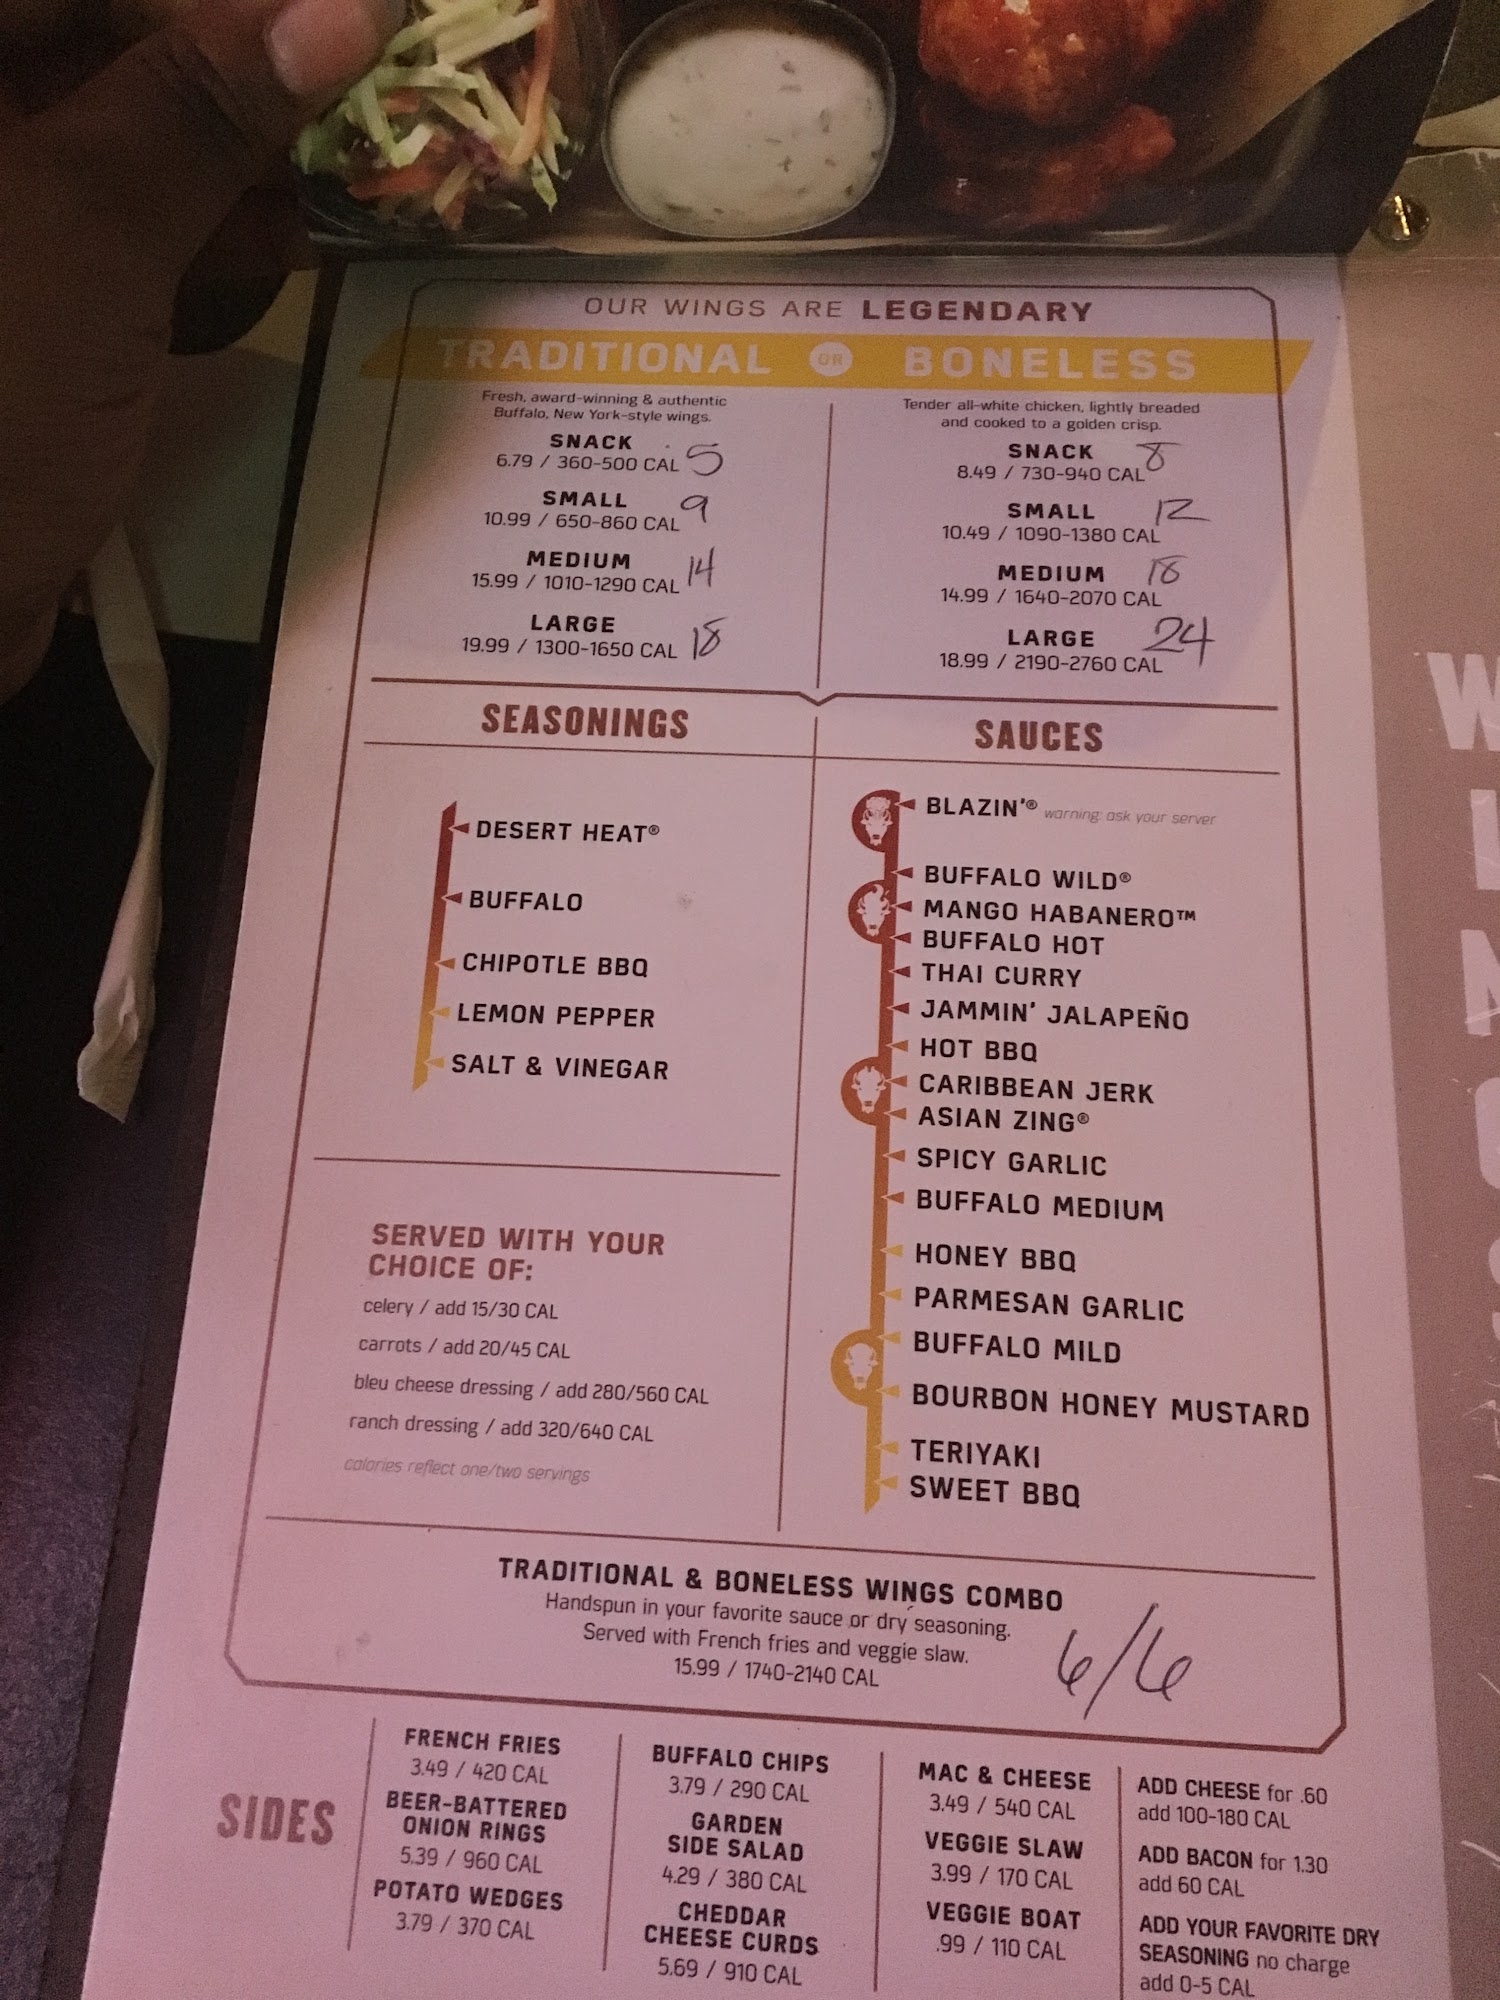 OUR WINGS ARE LEGENDARY
TRADITIONAL OR BONELESS
Fresh, award-winning & authentic
Buffalo, New York-style wings.
SNACK
6.79 / 360-500 CAL 5
SMALL
10.99 / 650-860 CAL 9
MEDIUM
15.99 / 1010-1290 CAL 14
LARGE
19.99 / 1300-1650 CAL 18
Tender all-white chicken, lightly breaded
and cooked to a golden crisp.
SNACK 8
8.49 / 730-940 CAL
SMALL 12
10.49 / 1090-1380 CAL
MEDIUM 18
14.99 / 1640-2070 CAL
LARGE 24
18.99 / 2190-2760 CAL
SEASONINGS
DESERT HEAT®
BUFFALO
CHIPOTLE BBQ
LEMON PEPPER
SALT & VINEGAR
SERVED WITH YOUR
CHOICE OF:
celery / add 15/30 CAL
carrots / add 20/45 CAL
bleu cheese dressing / add 280/560 CAL
ranch dressing / add 320/640 CAL
calories reflect one/two servings
SAUCES
BLAZIN'® warning: ask your server
BUFFALO WILD®
MANGO HABANERO™
BUFFALO HOT
THAI CURRY
JAMMIN' JALAPEÑO
HOT BBQ
CARIBBEAN JERK
ASIAN ZING®
SPICY GARLIC
BUFFALO MEDIUM
HONEY BBQ
PARMESAN GARLIC
BUFFALO MILD
BOURBON HONEY MUSTARD
TERIYAKI
SWEET BBQ
TRADITIONAL & BONELESS WINGS COMBO
Handspun in your favorite sauce or dry seasoning.
Served with French fries and veggie slaw.
15.99 / 1740-2140 CAL
6/6
SIDES
FRENCH FRIES
3.49 / 420 CAL
BEER-BATTERED
ONION RINGS
5.39 / 960 CAL
POTATO WEDGES
3.79 / 370 CAL
BUFFALO CHIPS
3.79 / 290 CAL
GARDEN
SIDE SALAD
4.29 / 380 CAL
CHEDDAR
CHEESE CURDS
5.69 / 910 CAL
MAC & CHEESE
3.49 / 540 CAL
VEGGIE SLAW
3.99 / 170 CAL
VEGGIE BOAT
.99 / 110 CAL
ADD CHEESE for .60
add 100-180 CAL
ADD BACON for 1.30
add 60 CAL
ADD YOUR FAVORITE DRY
SEASONING no charge
add 0-5 CAL